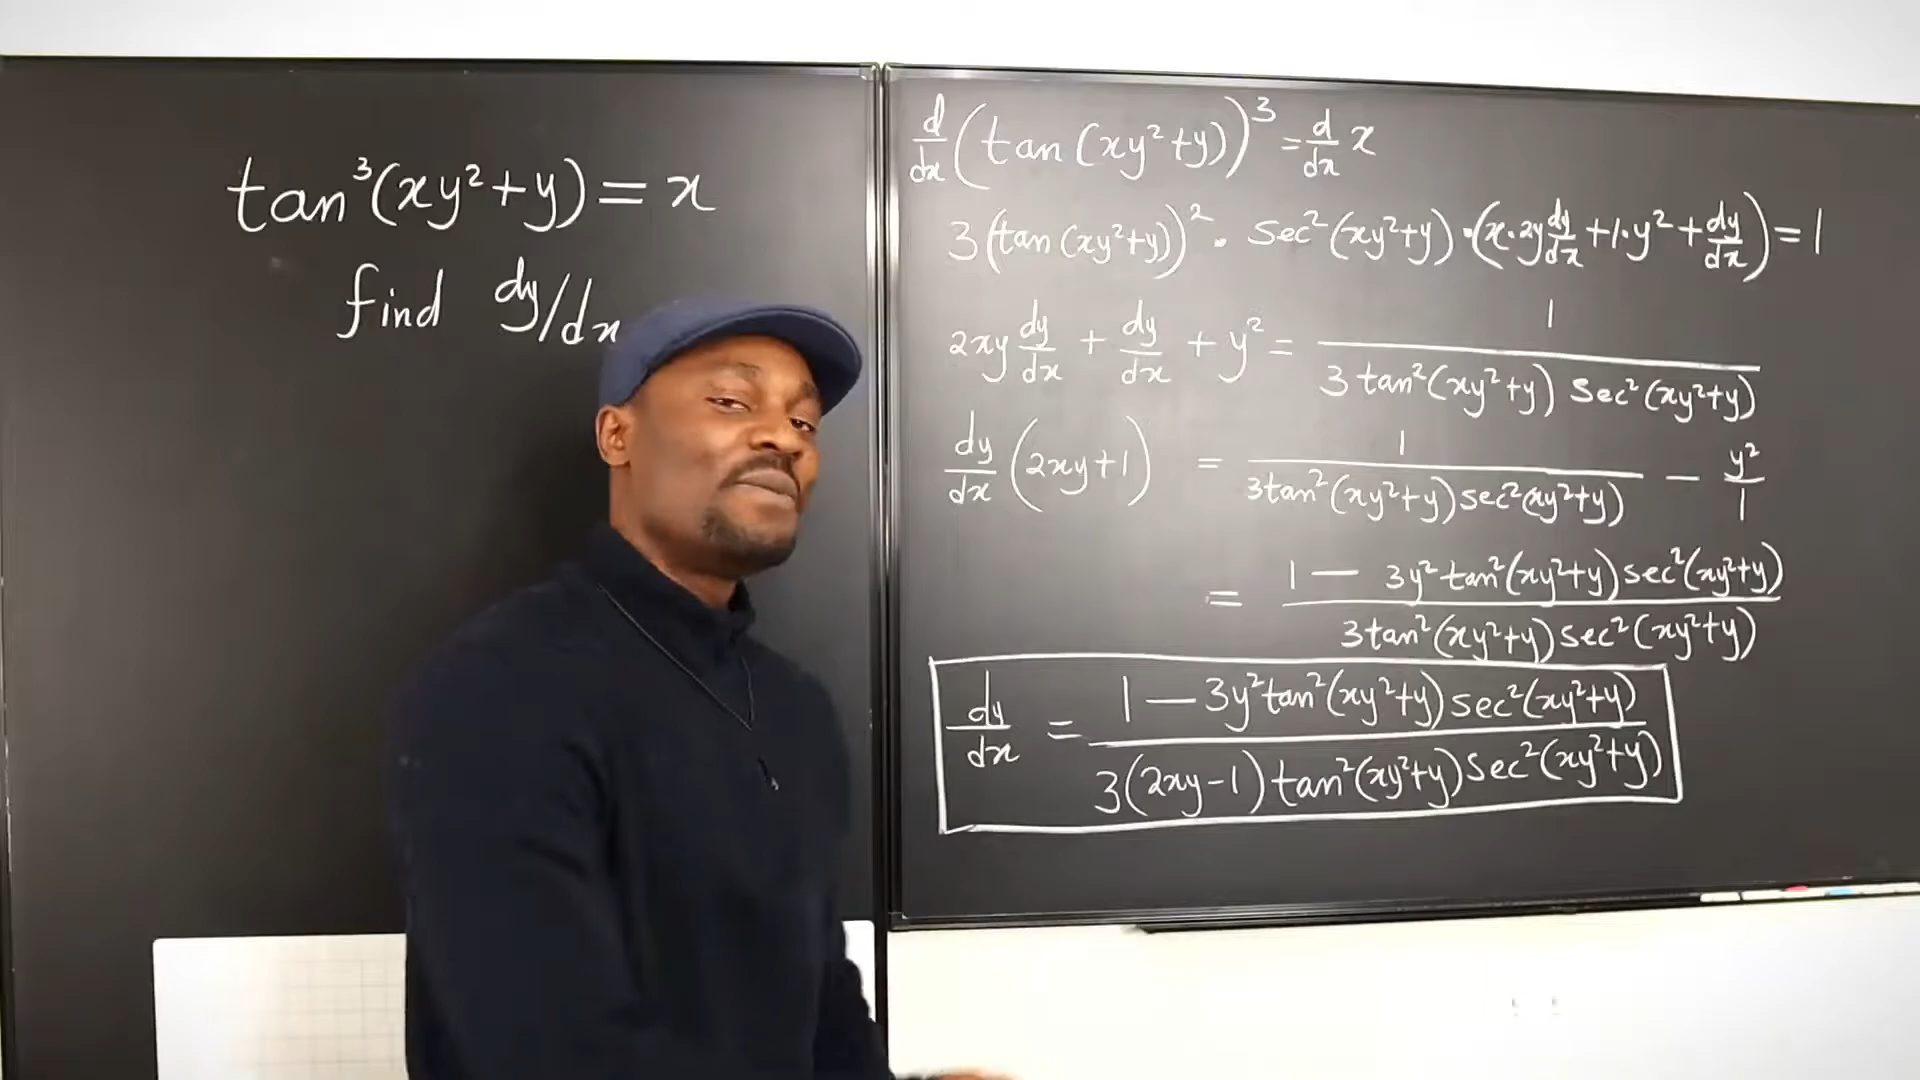 tan³(xy²+y) = x
find dy/dx
d/dx (tan(xy²+y))³ = d/dx x
3(tan(xy²+y))² · sec²(xy²+y) · (x·2y dy/dx + 1·y² + dy/dx) = 1
2xy dy/dx + dy/dx + y² = 1 / 3tan²(xy²+y) sec²(xy²+y)
dy/dx (2xy+1) = 1 / 3tan²(xy²+y) sec²(xy²+y) − y²/1
= 1 − 3y²tan²(xy²+y) sec²(xy²+y) / 3tan²(xy²+y) sec²(xy²+y)
dy/dx = 1 − 3y²tan²(xy²+y) sec²(xy²+y) / 3(2xy−1) tan²(xy²+y) sec²(xy²+y)